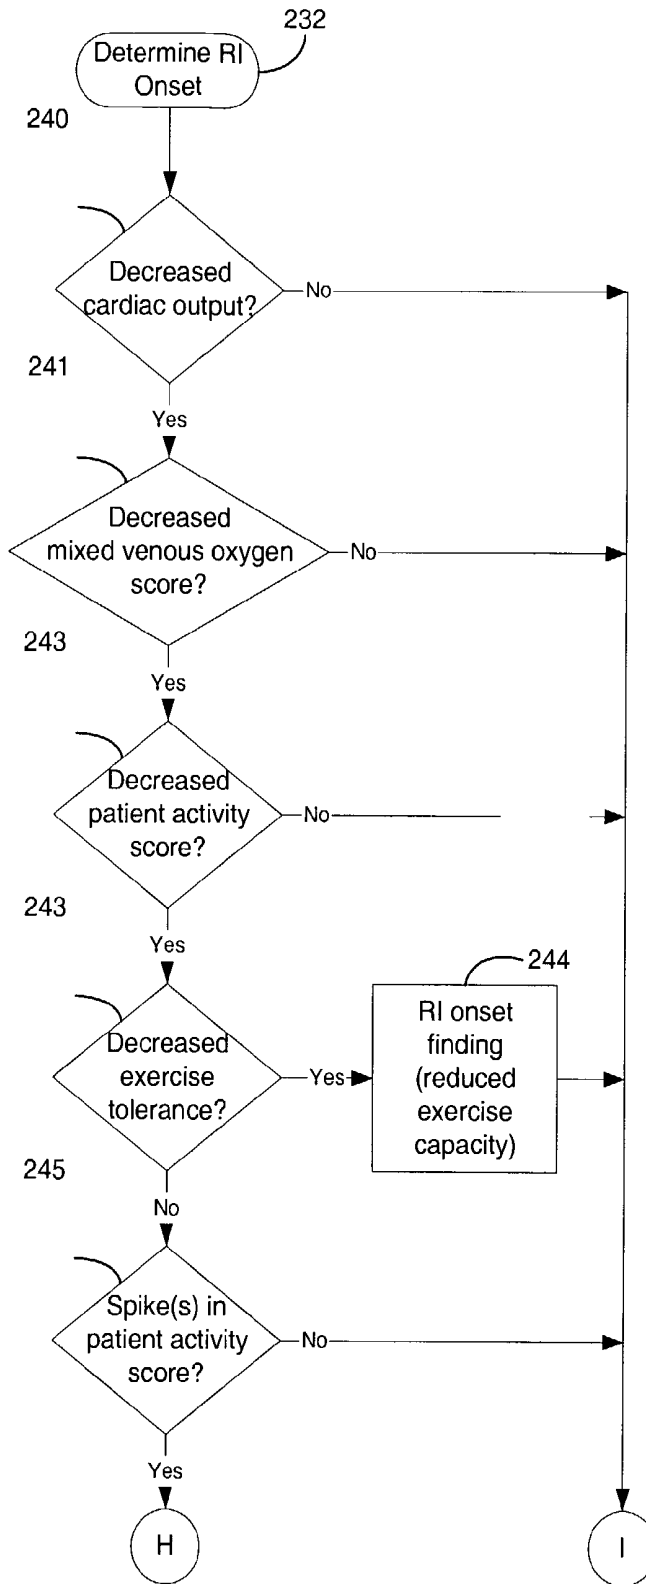 232
Determine RI
Onset
240
Decreased
cardiac output?
No
241
Yes
Decreased
mixed venous oxygen
score?
No
243
Yes
Decreased
patient activity
score?
No
243
Yes
244
Decreased
exercise
tolerance?
Yes
RI onset
finding
(reduced
exercise
capacity)
245
No
Spike(s) in
patient activity
score?
No
Yes
H
I